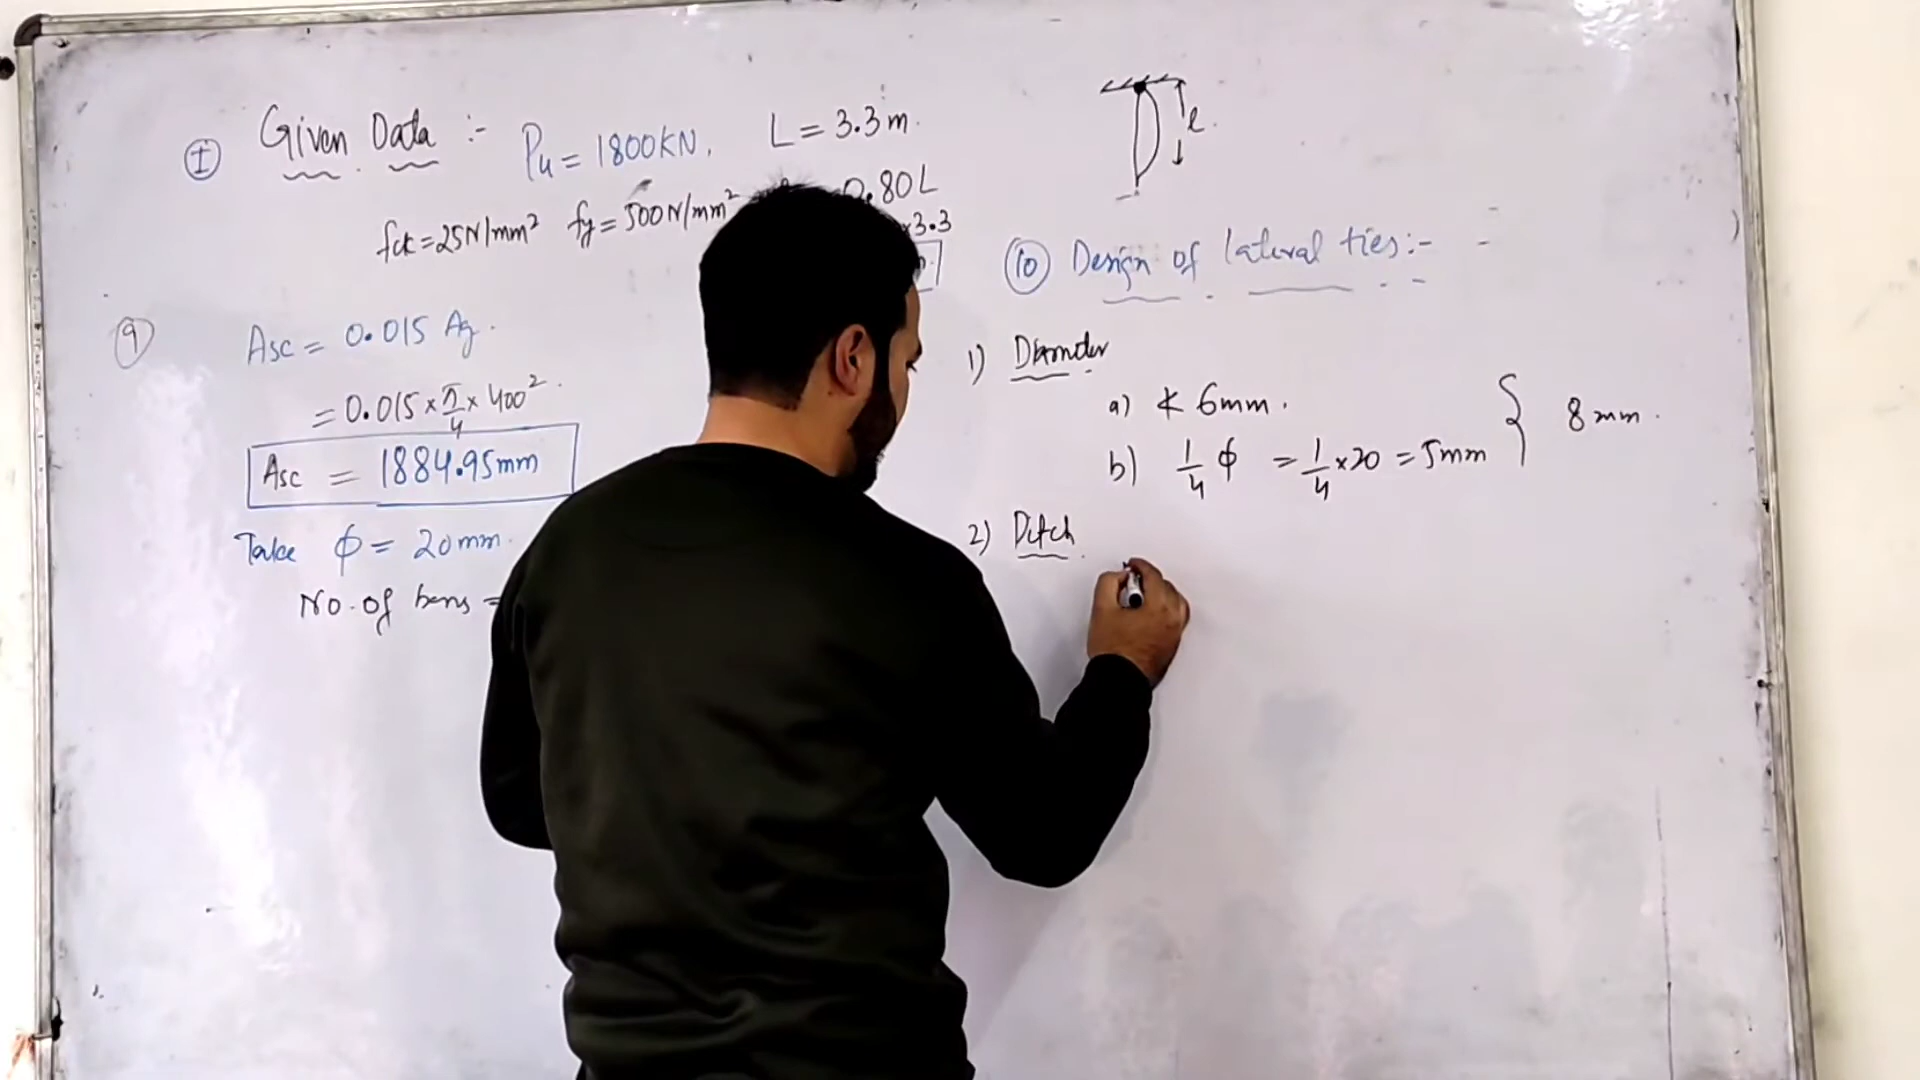 I Given Data :- Pu = 1800KN, L = 3.3m.
fck = 25N/mm² fy = 500N/mm² 0.80L
×3.3
9 Asc = 0.015 Ag.
= 0.015 × π/4 × 400².
Asc = 1884.95mm
Take ϕ = 20mm.
No. of bars =
l.
10 Design of lateral ties :-
1) Diameter
a) ≮ 6mm.
b) 1/4 ϕ = 1/4 × 20 = 5mm } 8mm.
2) Pitch.